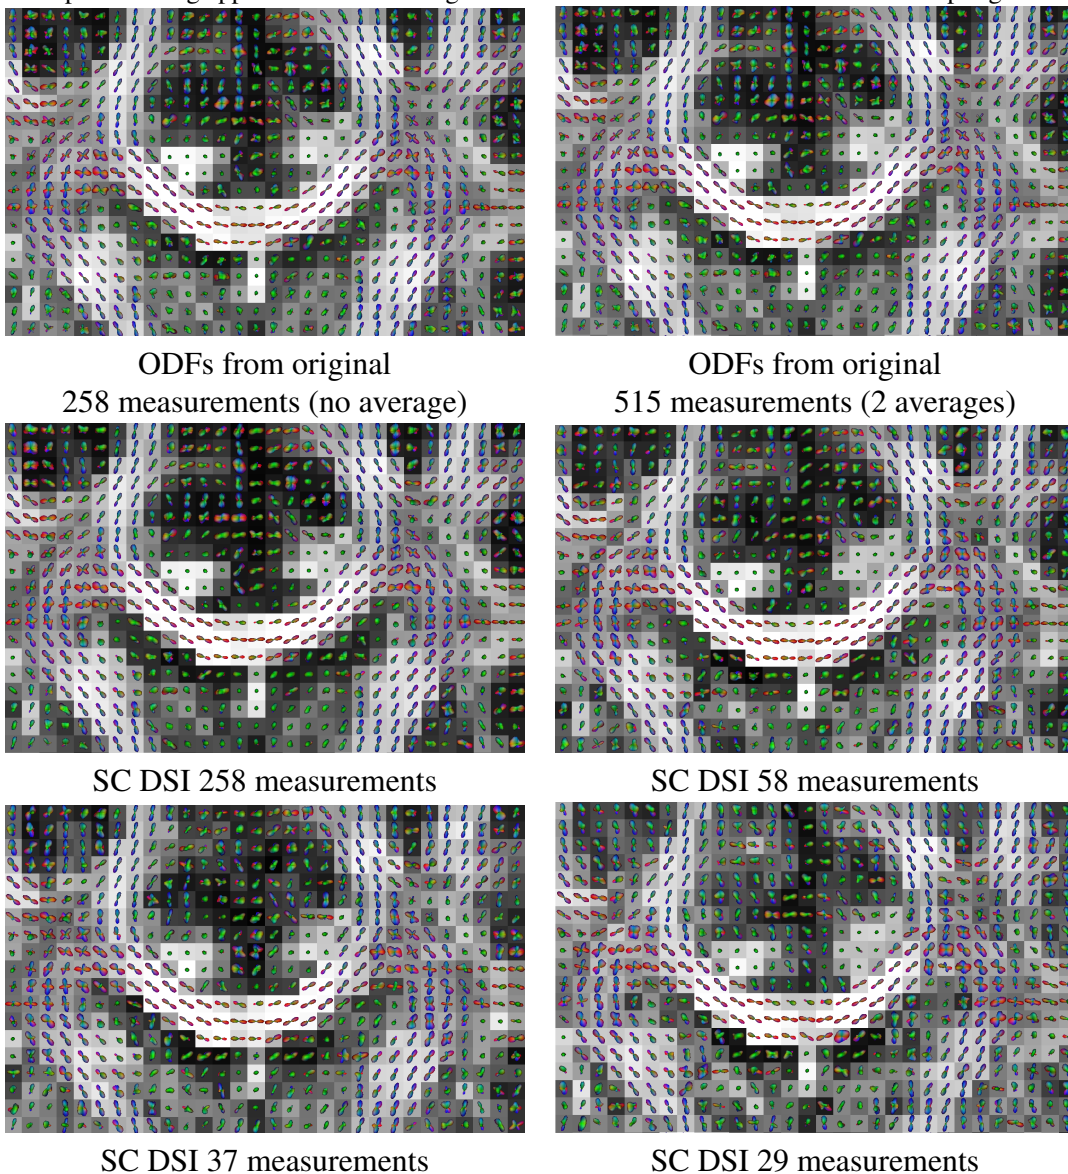 ODFs from original
258 measurements (no average)
ODFs from original
515 measurements (2 averages)
SC DSI 258 measurements
SC DSI 58 measurements
SC DSI 37 measurements
SC DSI 29 measurements